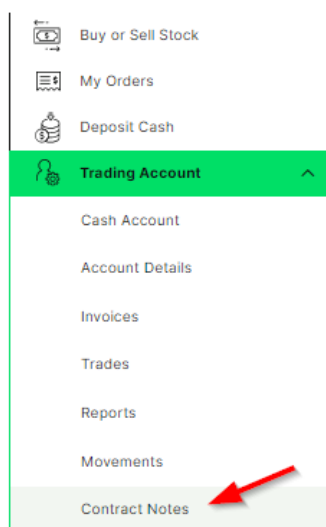 Buy or Sell Stock
My Orders
Deposit Cash
Trading Account
Cash Account
Account Details
Invoices
Trades
Reports
Movements
Contract Notes